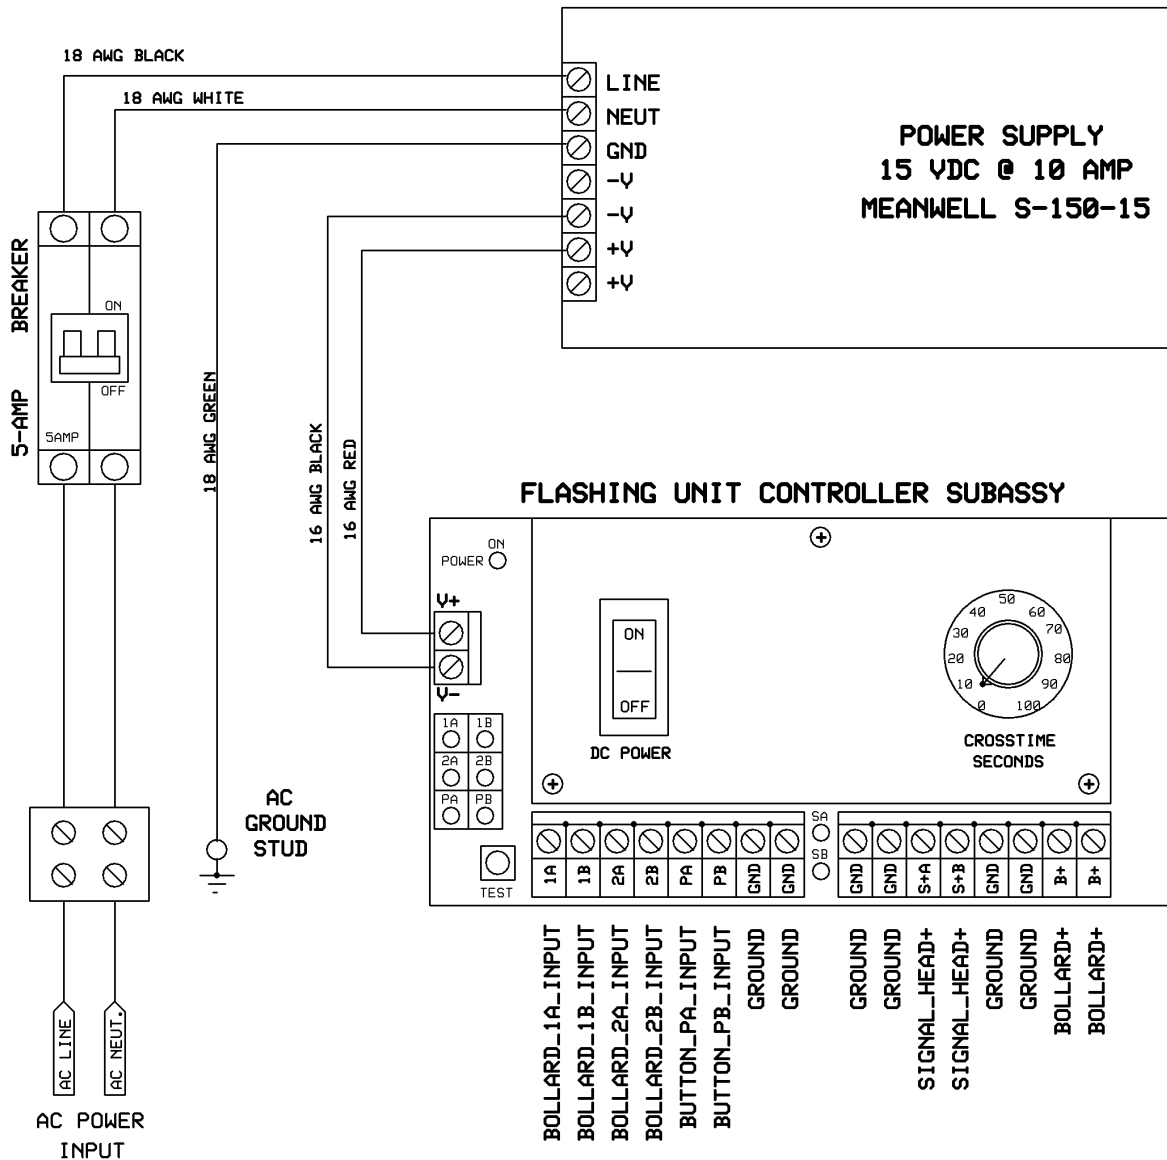 18 AWG BLACK
18 AWG WHITE
LINE
NEUT
GND
-V
-V
+V
+V
POWER SUPPLY
15 VDC @ 10 AMP
MEANWELL S-150-15
5-AMP BREAKER
ON
OFF
5AMP
18 AWG GREEN
16 AWG BLACK
16 AWG RED
FLASHING UNIT CONTROLLER SUBASSY
ON
POWER
V+
V-
1A 1B
2A 2B
PA PB
TEST
ON
OFF
DC POWER
0
10
20
30
40
50
60
70
80
90
100
CROSSTIME
SECONDS
AC
GROUND
STUD
SA
SB
1A
1B
2A
2B
PA
PB
GND
GND
GND
GND
S+A
S+B
GND
GND
B+
B+
BOLLARD_1A_INPUT
BOLLARD_1B_INPUT
BOLLARD_2A_INPUT
BOLLARD_2B_INPUT
BUTTON_PA_INPUT
BUTTON_PB_INPUT
GROUND
GROUND
GROUND
GROUND
SIGNAL_HEAD+
SIGNAL_HEAD+
GROUND
GROUND
BOLLARD+
BOLLARD+
AC LINE
AC NEUT.
AC POWER
INPUT